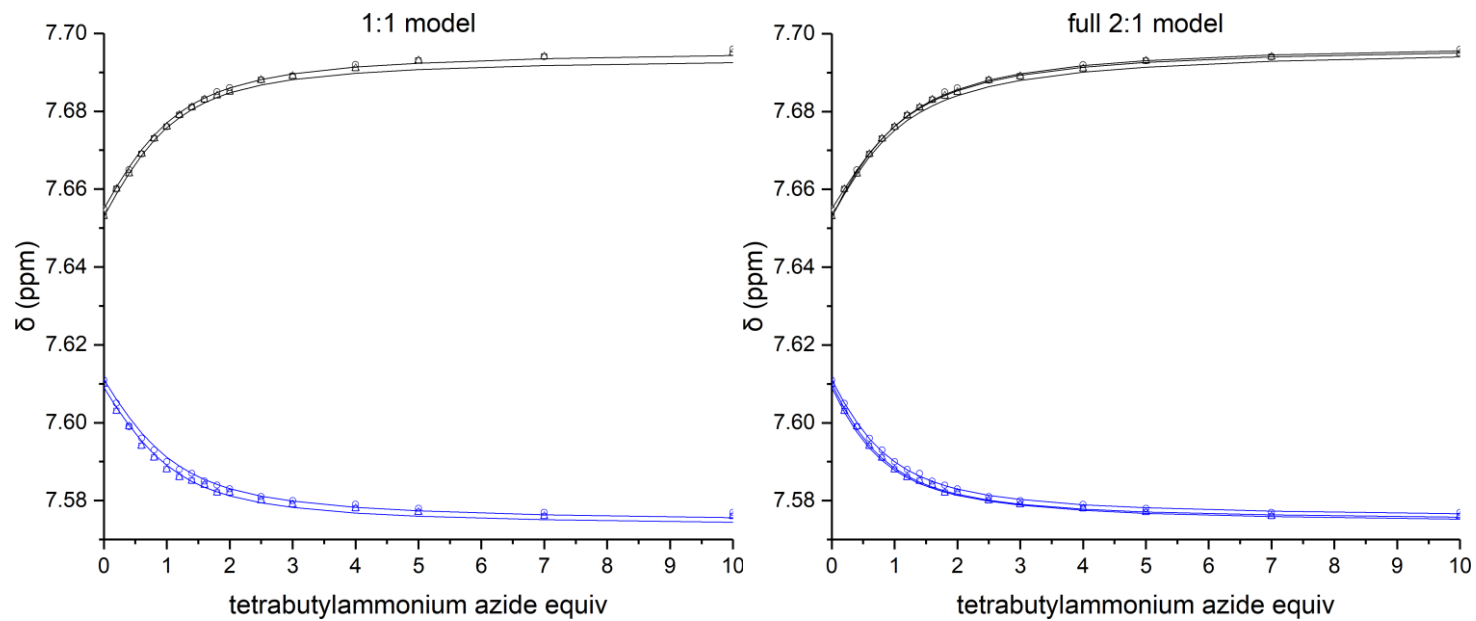 1:1 model
7.70
7.68
7.66
7.64
7.62
7.60
7.58
δ (ppm)
0 1 2 3 4 5 6 7 8 9 10
tetrabutylammonium azide equiv
full 2:1 model
7.70
7.68
7.66
7.64
7.62
7.60
7.58
δ (ppm)
0 1 2 3 4 5 6 7 8 9 10
tetrabutylammonium azide equiv